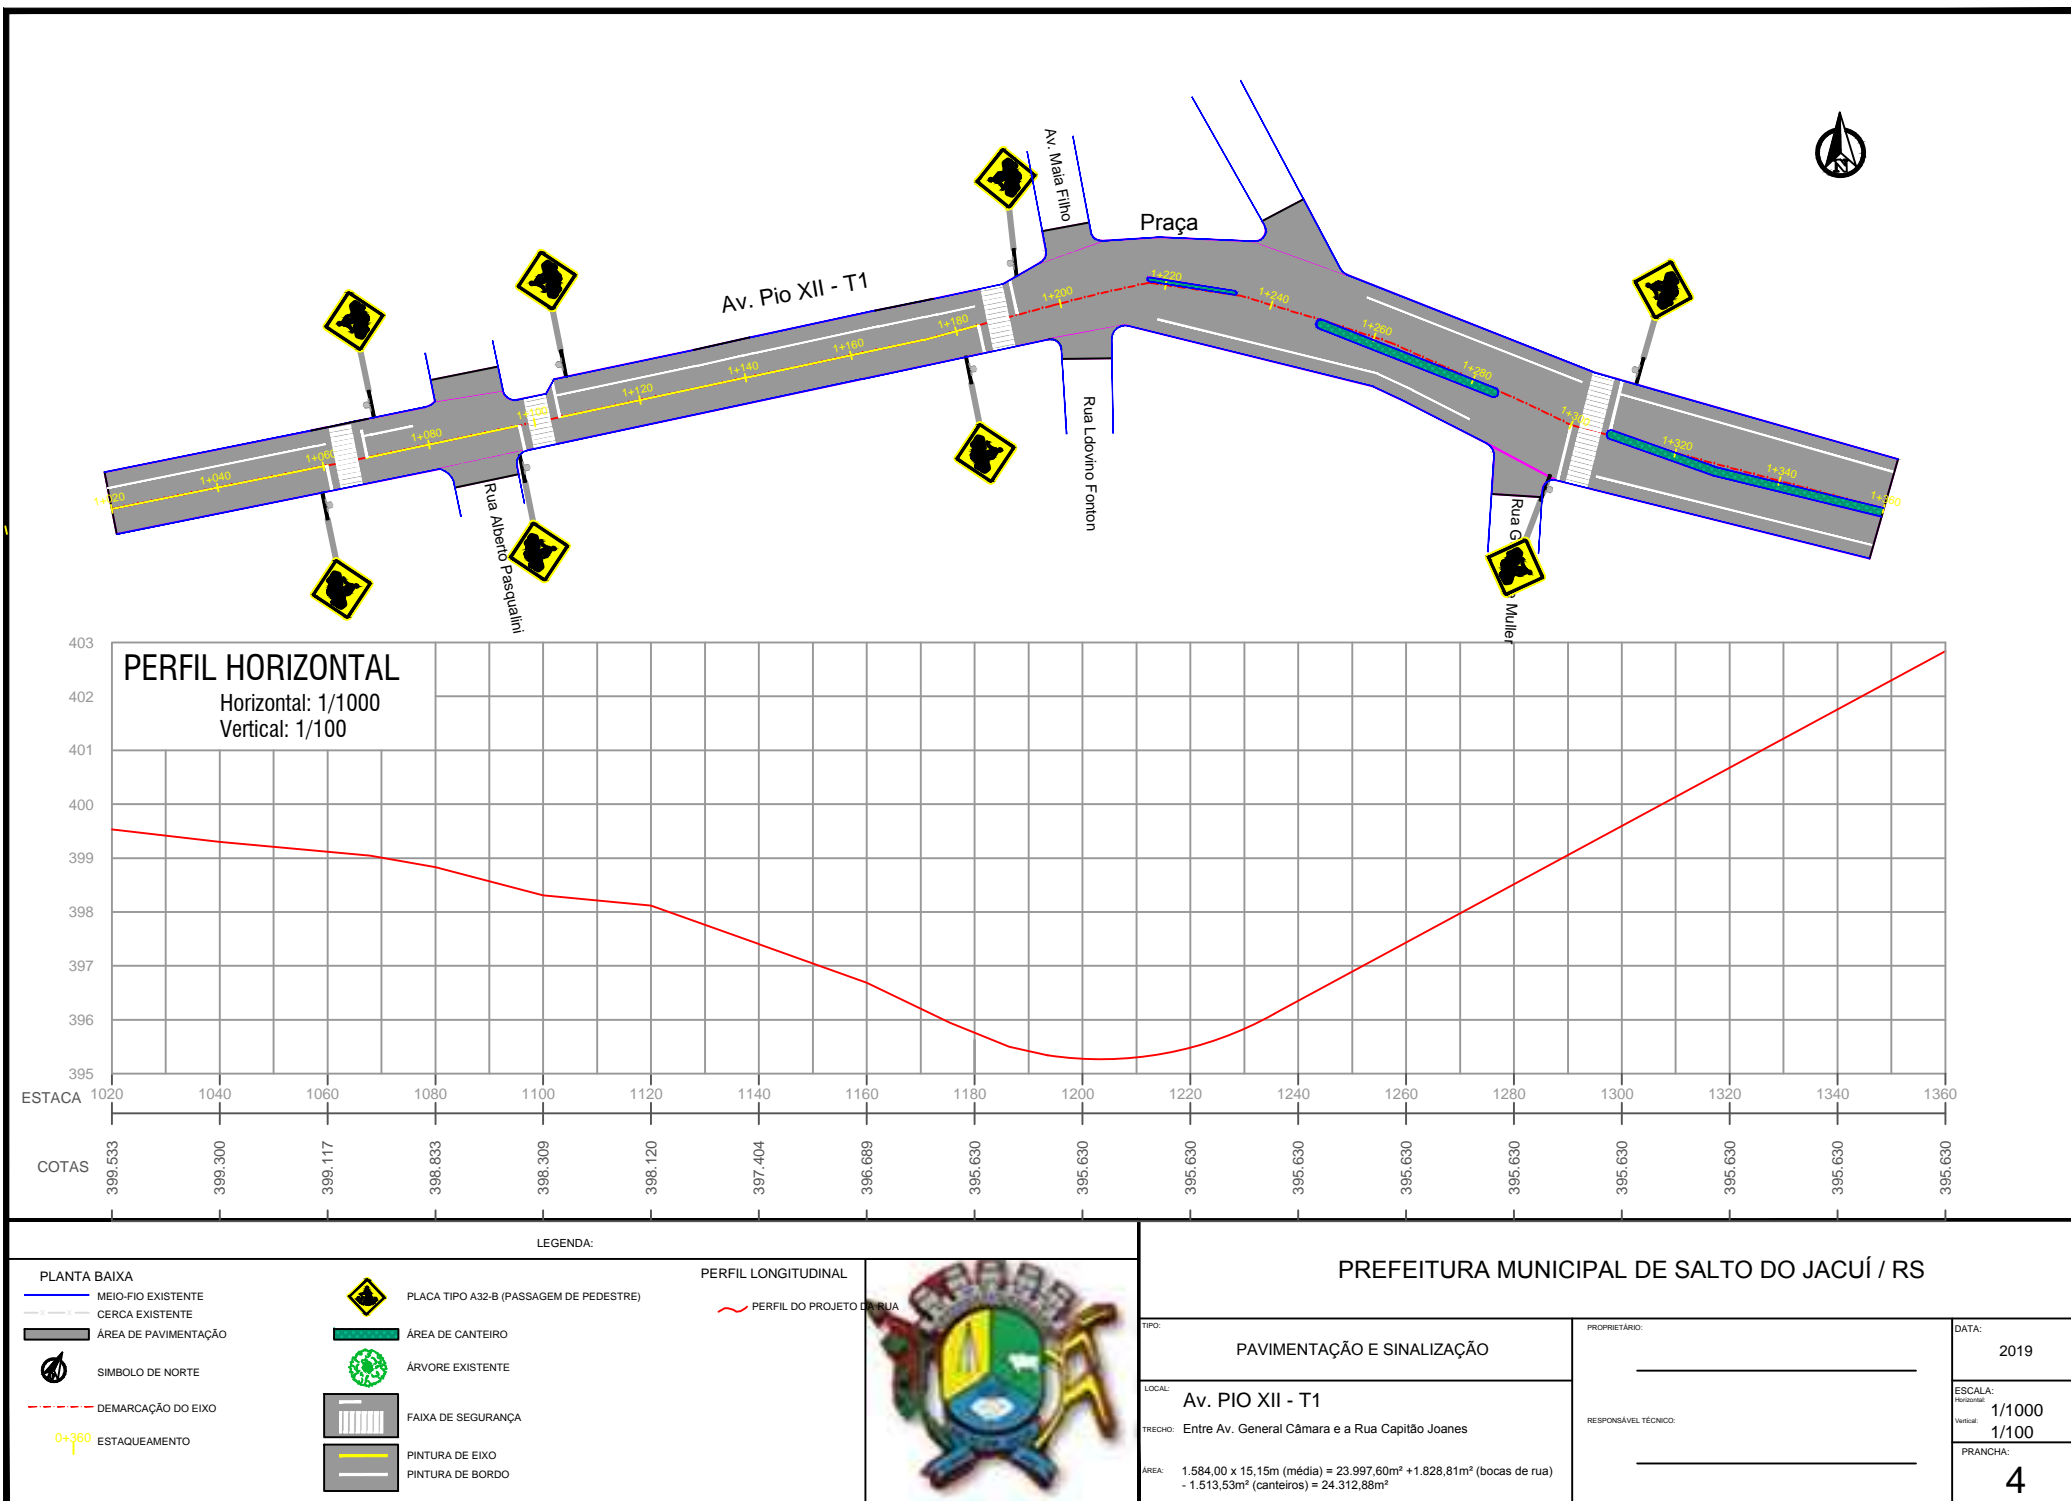 Av. Maia Filho
Praça
Av. Pio XII - T1
N
1+020
1+040
1+060
1+080
1+100
1+120
1+140
1+160
1+180
1+200
1+220
1+240
1+260
1+280
1+300
1+320
1+340
1+360
Rua Alberto Pasqualini
Rua Ldovino Fonton
Rua G
Muller
PERFIL HORIZONTAL
Horizontal: 1/1000
Vertical: 1/100
403
402
401
400
399
398
397
396
395
ESTACA 1020 1040 1060 1080 1100 1120 1140 1160 1180 1200 1220 1240 1260 1280 1300 1320 1340 1360
COTAS 399.533 399.300 399.117 398.833 398.309 398.120 397.404 396.689 395.630 395.630 395.630 395.630 395.630 395.630 395.630 395.630 395.630 395.630
LEGENDA:
PLANTA BAIXA
MEIO-FIO EXISTENTE
CERCA EXISTENTE
ÁREA DE PAVIMENTAÇÃO
SIMBOLO DE NORTE
DEMARCAÇÃO DO EIXO
0+380 ESTAQUEAMENTO
PLACA TIPO A32-B (PASSAGEM DE PEDESTRE)
ÁREA DE CANTEIRO
ÁRVORE EXISTENTE
FAIXA DE SEGURANÇA
PINTURA DE EIXO
PINTURA DE BORDO
PERFIL LONGITUDINAL
PERFIL DO PROJETO DA RUA
PREFEITURA MUNICIPAL DE SALTO DO JACUÍ / RS
TIPO:
PAVIMENTAÇÃO E SINALIZAÇÃO
LOCAL:
Av. PIO XII - T1
TRECHO: Entre Av. General Câmara e a Rua Capitão Joanes
ÁREA: 1.584,00 x 15,15m (média) = 23.997,60m² +1.828,81m² (bocas de rua)
- 1.513,53m² (canteiros) = 24.312,88m²
PROPRIETÁRIO:
RESPONSÁVEL TÉCNICO:
DATA:
2019
ESCALA:
Horizontal: 1/1000
Vertical: 1/100
PRANCHA:
4